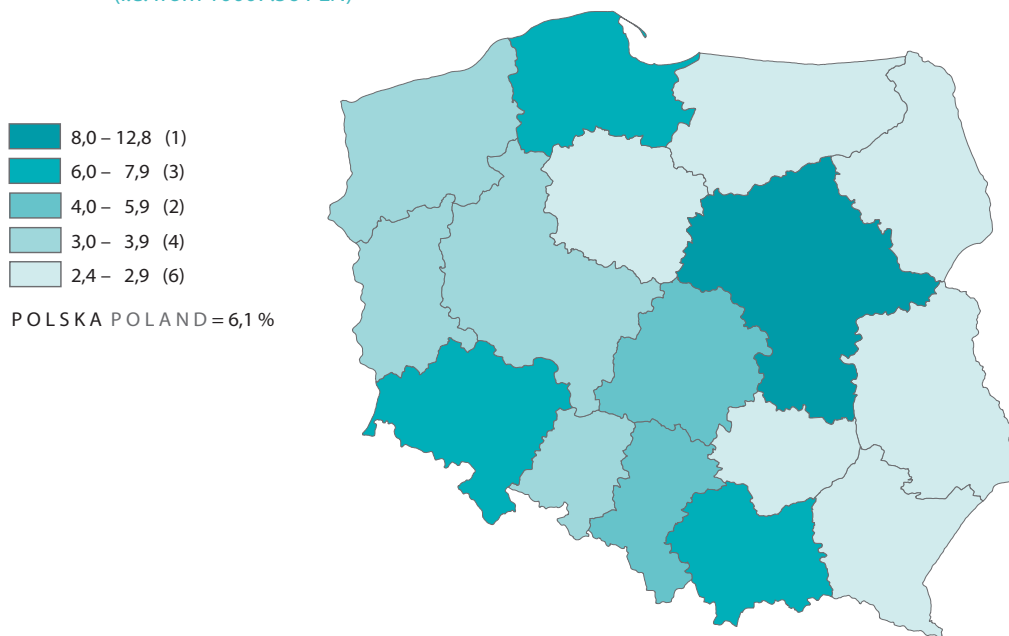 8,0 – 12,8 (1)
6,0 – 7,9 (3)
4,0 – 5,9 (2)
3,0 – 3,9 (4)
2,4 – 2,9 (6)
POLSKA POLAND = 6,1 %